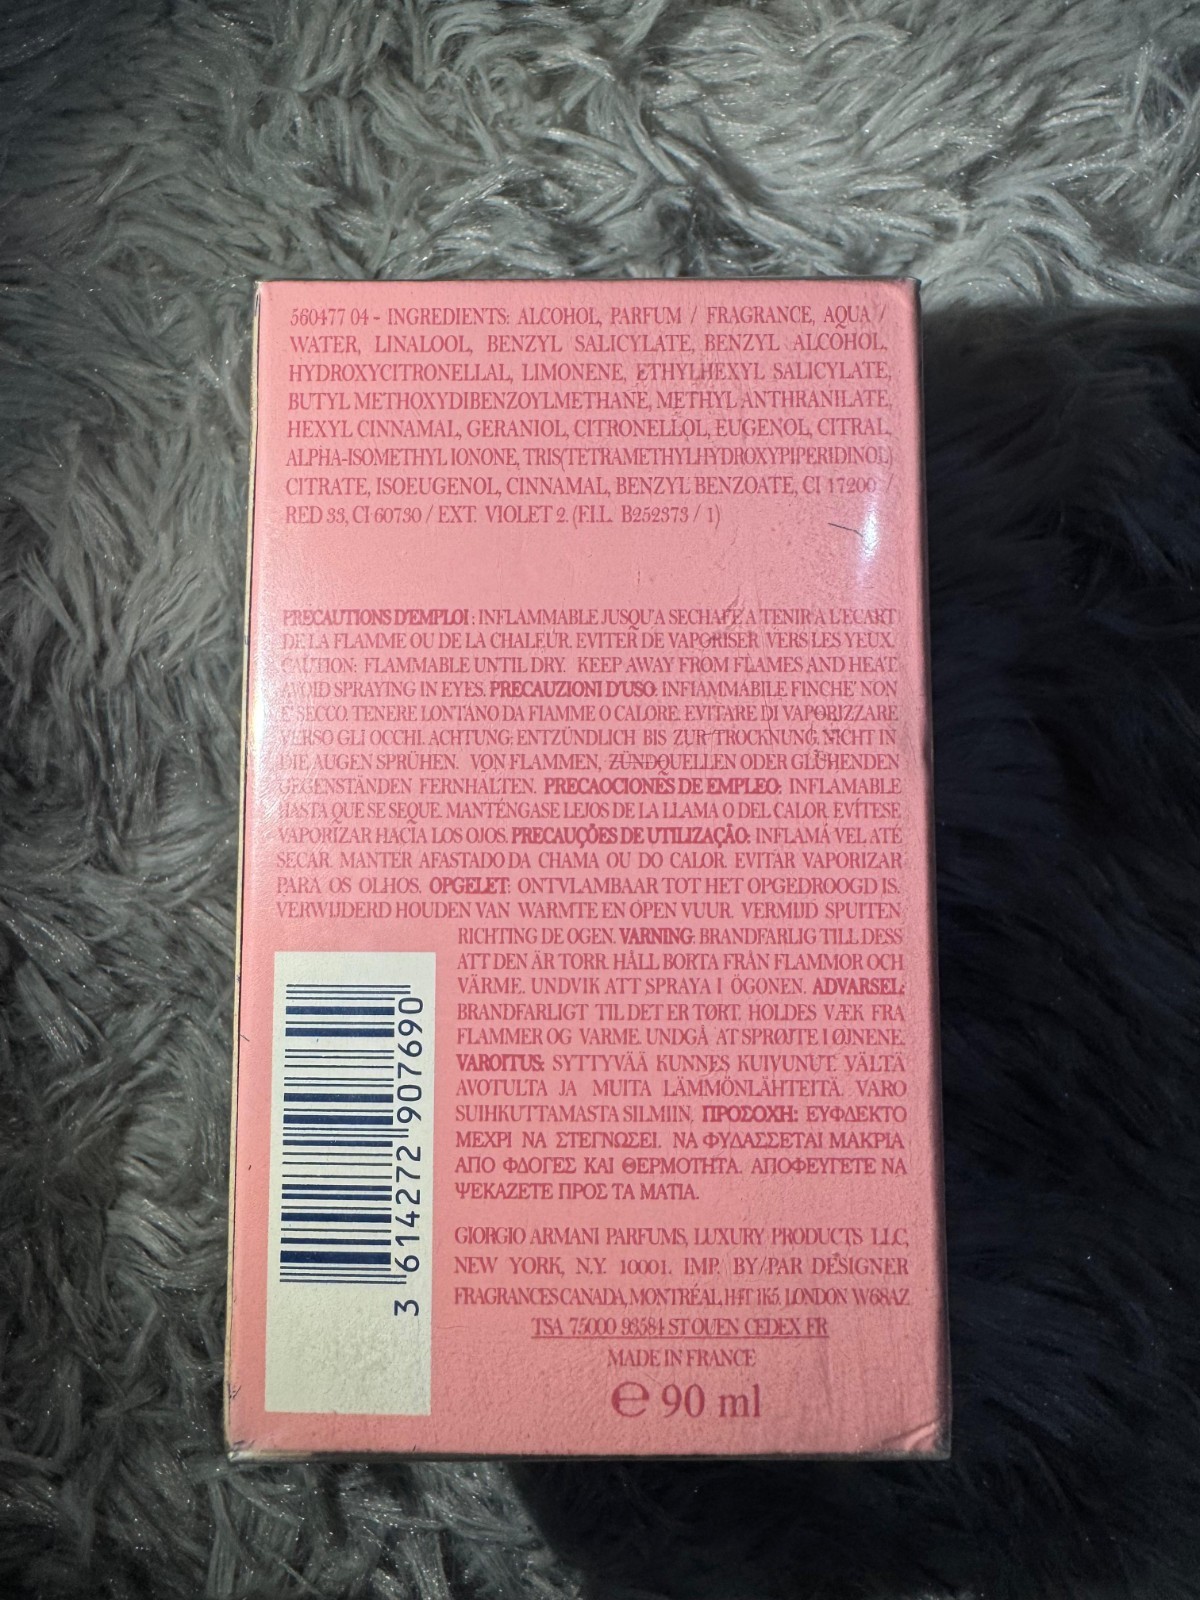 560477 04 - INGREDIENTS: ALCOHOL, PARFUM / FRAGRANCE, AQUA /
WATER, LINALOOL, BENZYL SALICYLATE, BENZYL ALCOHOL,
HYDROXYCITRONELLAL, LIMONENE, ETHYLHEXYL SALICYLATE,
BUTYL METHOXYDIBENZOYLMETHANE, METHYL ANTHRANILATE,
HEXYL CINNAMAL, GERANIOL, CITRONELLOL, EUGENOL, CITRAL,
ALPHA-ISOMETHYL IONONE, TRIS(TETRAMETHYLHYDROXYPIPERIDINOL)
CITRATE, ISOEUGENOL, CINNAMAL, BENZYL BENZOATE, CI 17200 /
RED 33, CI 60730 / EXT. VIOLET 2. (F.I.L. B252373 / 1)
PRECAUTIONS D'EMPLOI : INFLAMMABLE JUSQU'A SECHAFE A TENIR A L'ECART
DE LA FLAMME OU DE LA CHALEUR. EVITER DE VAPORISER VERS LES YEUX.
CAUTION: FLAMMABLE UNTIL DRY. KEEP AWAY FROM FLAMES AND HEAT.
AVOID SPRAYING IN EYES. PRECAUZIONI D'USO: INFIAMMABILE FINCHE' NON
E' SECCO. TENERE LONTANO DA FIAMME O CALORE. EVITARE DI VAPORIZZARE
VERSO GLI OCCHI. ACHTUNG: ENTZÜNDLICH BIS ZUR TROCKNUNG. NICHT IN
DIE AUGEN SPRÜHEN. VON FLAMMEN, ZÜNDQUELLEN ODER GLÜHENDEN
GEGENSTÄNDEN FERNHALTEN. PRECAOCIONES DE EMPLEO: INFLAMABLE
HASTA QUE SE SEQUE. MANTÉNGASE LEJOS DE LA LLAMA O DEL CALOR. EVÍTESE
VAPORÍZAR HACIA LOS OJOS. PRECAUÇÕES DE UTILIZAÇÃO: INFLAMÁ VEL ATÉ
SECAR. MANTER AFASTADO DA CHAMA OU DO CALOR. EVITAR VAPORIZAR
PARA OS OLHOS. OPGELET: ONTVLAMBAAR TOT HET OPGEDROOGD IS.
VERWIJDERD HOUDEN VAN WARMTE EN OPEN VUUR. VERMIJD SPUITEN
RICHTING DE OGEN. VARNING: BRANDFARLIG TILL DESS
ATT DEN ÄR TORR. HÅLL BORTA FRÅN FLAMMOR OCH
VÄRME. UNDVIK ATT SPRAYA I ÖGONEN. ADVARSEL:
BRANDFARLIGT TIL DET ER TØRT. HOLDES VÆK FRA
FLAMMER OG VARME. UNDGÅ AT SPRØJTE I ØJNENE.
VAROITUS: SYTTYVÄÄ KUNNES KUIVUNUT. VÄLTÄ
AVOTULTA JA MUITA LÄMMÖNLÄHTEITÄ. VARO
SUIHKUTTAMASTA SILMIIN. ΠΡΟΣΟΧΗ: ΕΥΦΔΕΚΤΟ
ΜΕΧΡΙ ΝΑ ΣΤΕΓΝΩΣΕΙ. ΝΑ ΦΥΔΑΣΣΕΤΑΙ ΜΑΚΡΙΑ
ΑΠΟ ΦΔΟΓΕΣ ΚΑΙ ΘΕΡΜΟΤΗΤΑ. ΑΠΟΦΕΥΓΕΤΕ ΝΑ
ΨΕΚΑΖΕΤΕ ΠΡΟΣ ΤΑ ΜΑΤΙΑ.
3 614272 907690
GIORGIO ARMANI PARFUMS, LUXURY PRODUCTS LLC,
NEW YORK, N.Y. 10001. IMP. BY/PAR DESIGNER
FRAGRANCES CANADA, MONTRÉAL, H4T 1K5. LONDON W68AZ
TSA 75000 93584 ST OUEN CEDEX FR
MADE IN FRANCE
℮ 90 ml